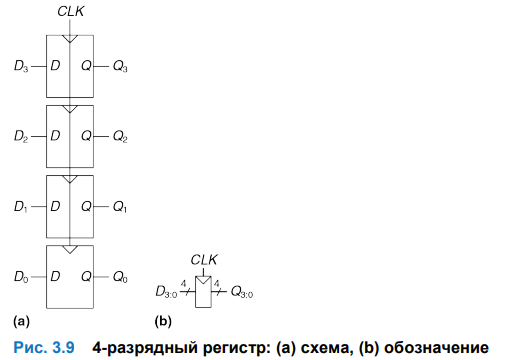 CLK
D3 D Q Q3
D2 D Q Q2
D1 D Q Q1
D0 D Q Q0
CLK
4 4
D3:0 Q3:0
(a) (b)
Рис. 3.9 4-разрядный регистр: (a) схема, (b) обозначение